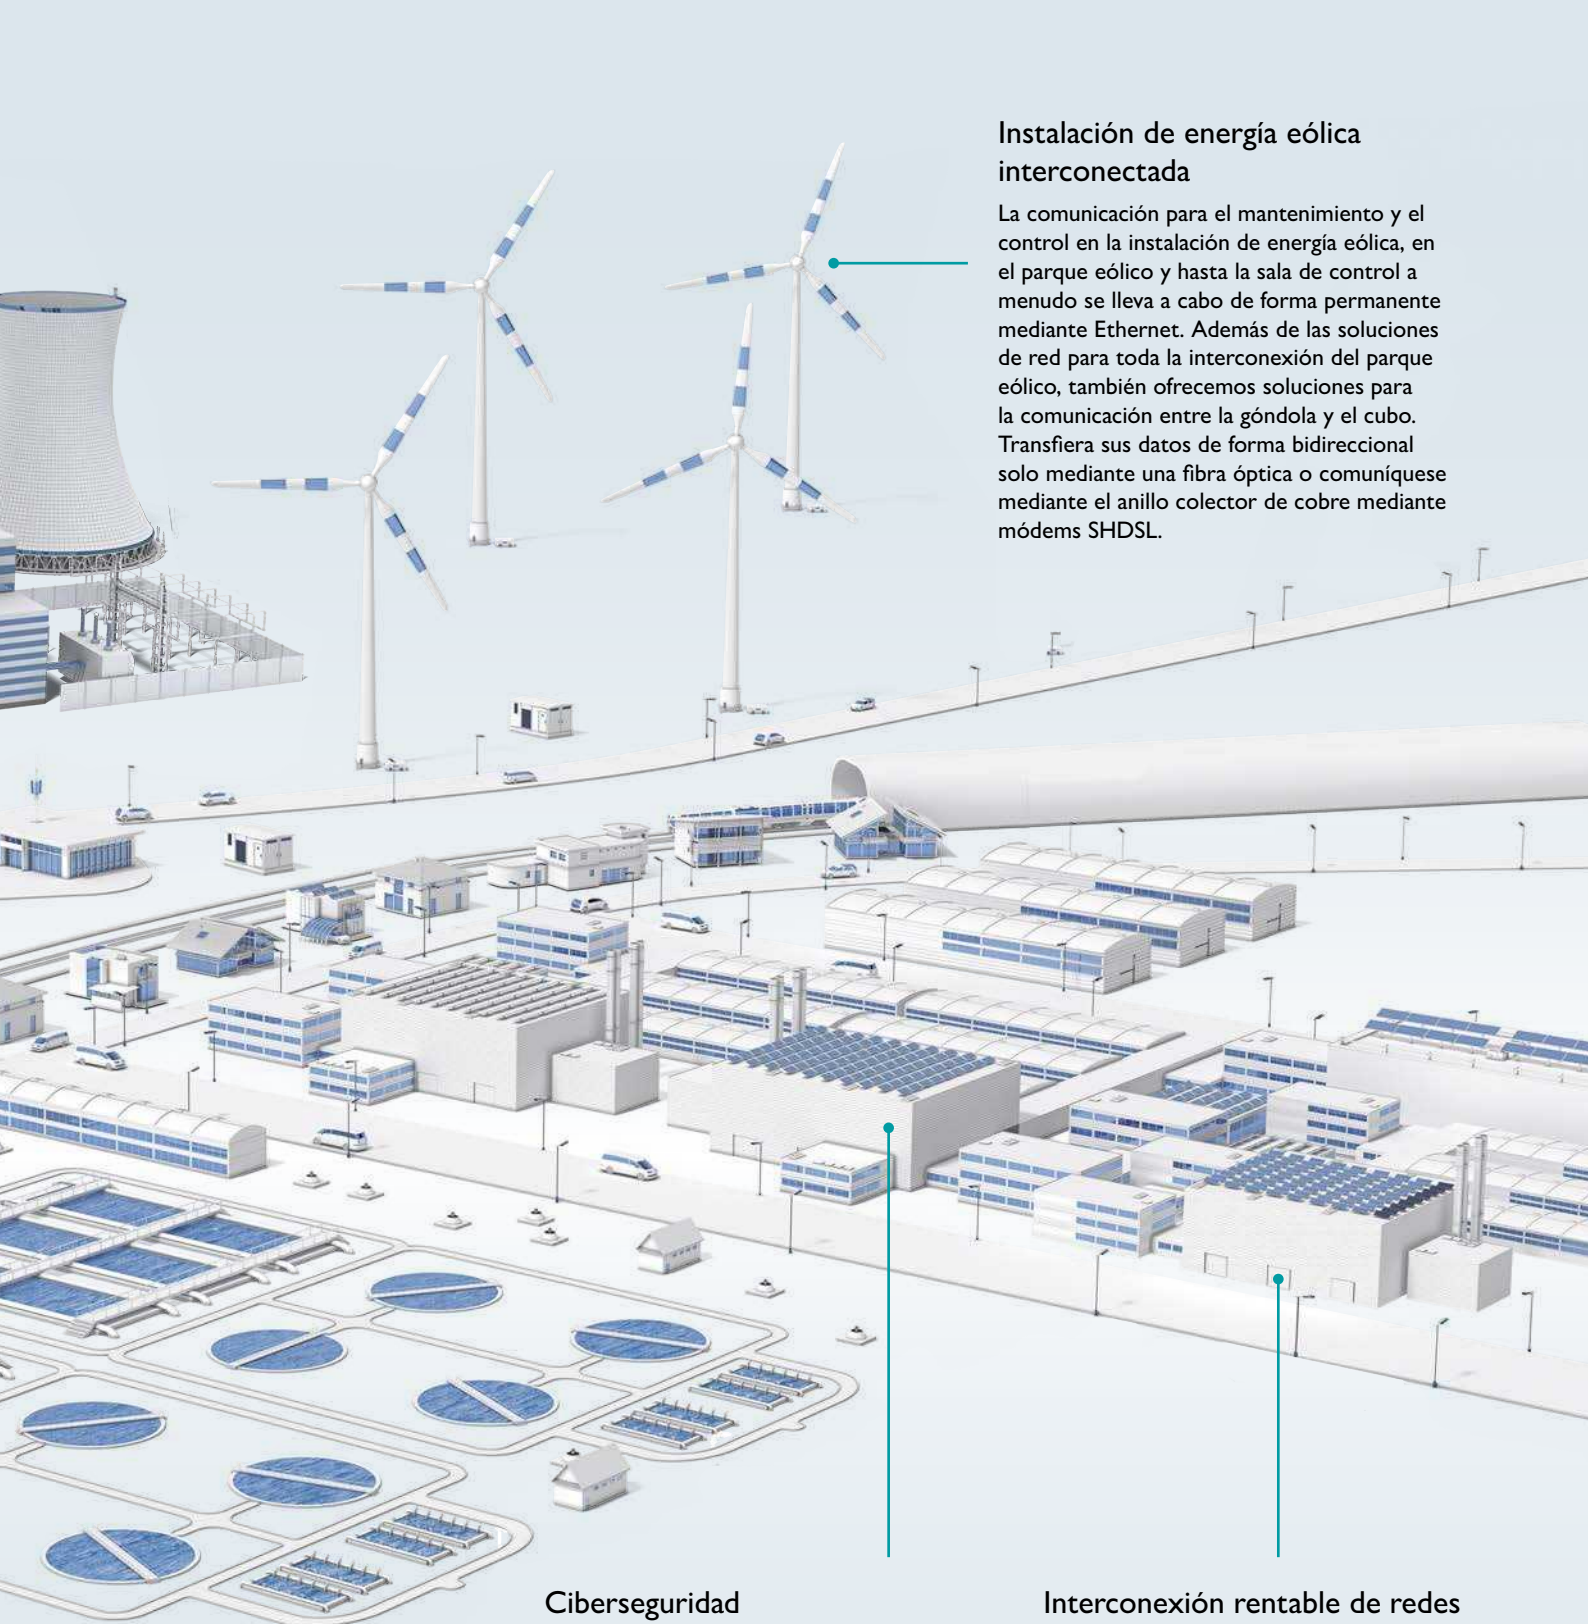 Instalación de energía eólica
interconectada
La comunicación para el mantenimiento y el
control en la instalación de energía eólica, en
el parque eólico y hasta la sala de control a
menudo se lleva a cabo de forma permanente
mediante Ethernet. Además de las soluciones
de red para toda la interconexión del parque
eólico, también ofrecemos soluciones para
la comunicación entre la góndola y el cubo.
Transfiera sus datos de forma bidireccional
solo mediante una fibra óptica o comuníquese
mediante el anillo colector de cobre mediante
módems SHDSL.
Ciberseguridad
Interconexión rentable de redes